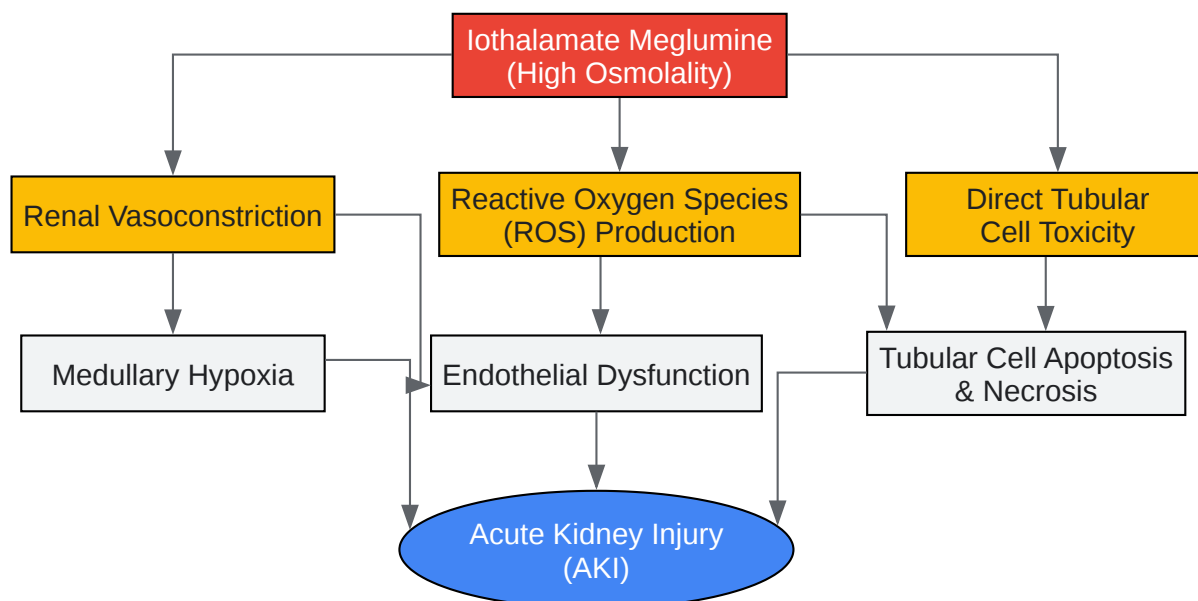 Iothalamate Meglumine
(High Osmolality)
Renal Vasoconstriction
Reactive Oxygen Species
(ROS) Production
Direct Tubular
Cell Toxicity
Medullary Hypoxia
Endothelial Dysfunction
Tubular Cell Apoptosis
& Necrosis
Acute Kidney Injury
(AKI)